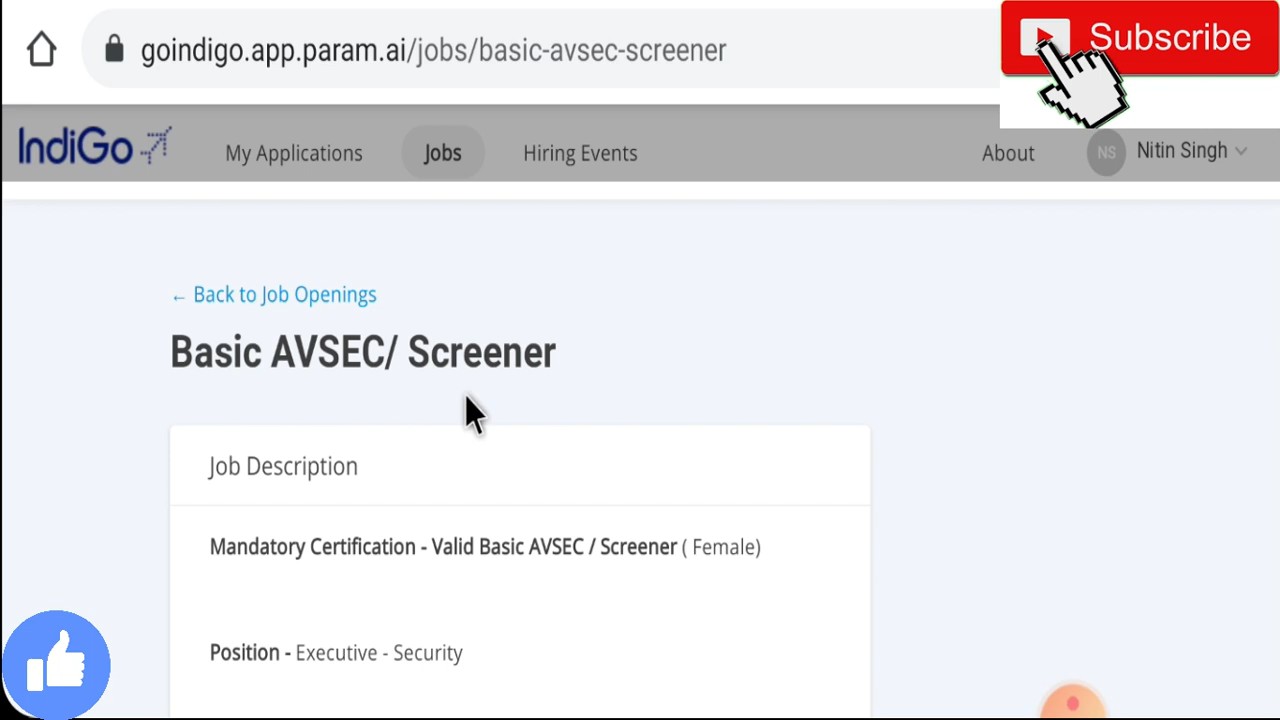 goindigo.app.param.ai/jobs/basic-avsec-screener
Subscribe
IndiGo
My Applications
Jobs
Hiring Events
About
NS
Nitin Singh
← Back to Job Openings
Basic AVSEC/ Screener
Job Description
Mandatory Certification - Valid Basic AVSEC / Screener ( Female)
Position - Executive - Security